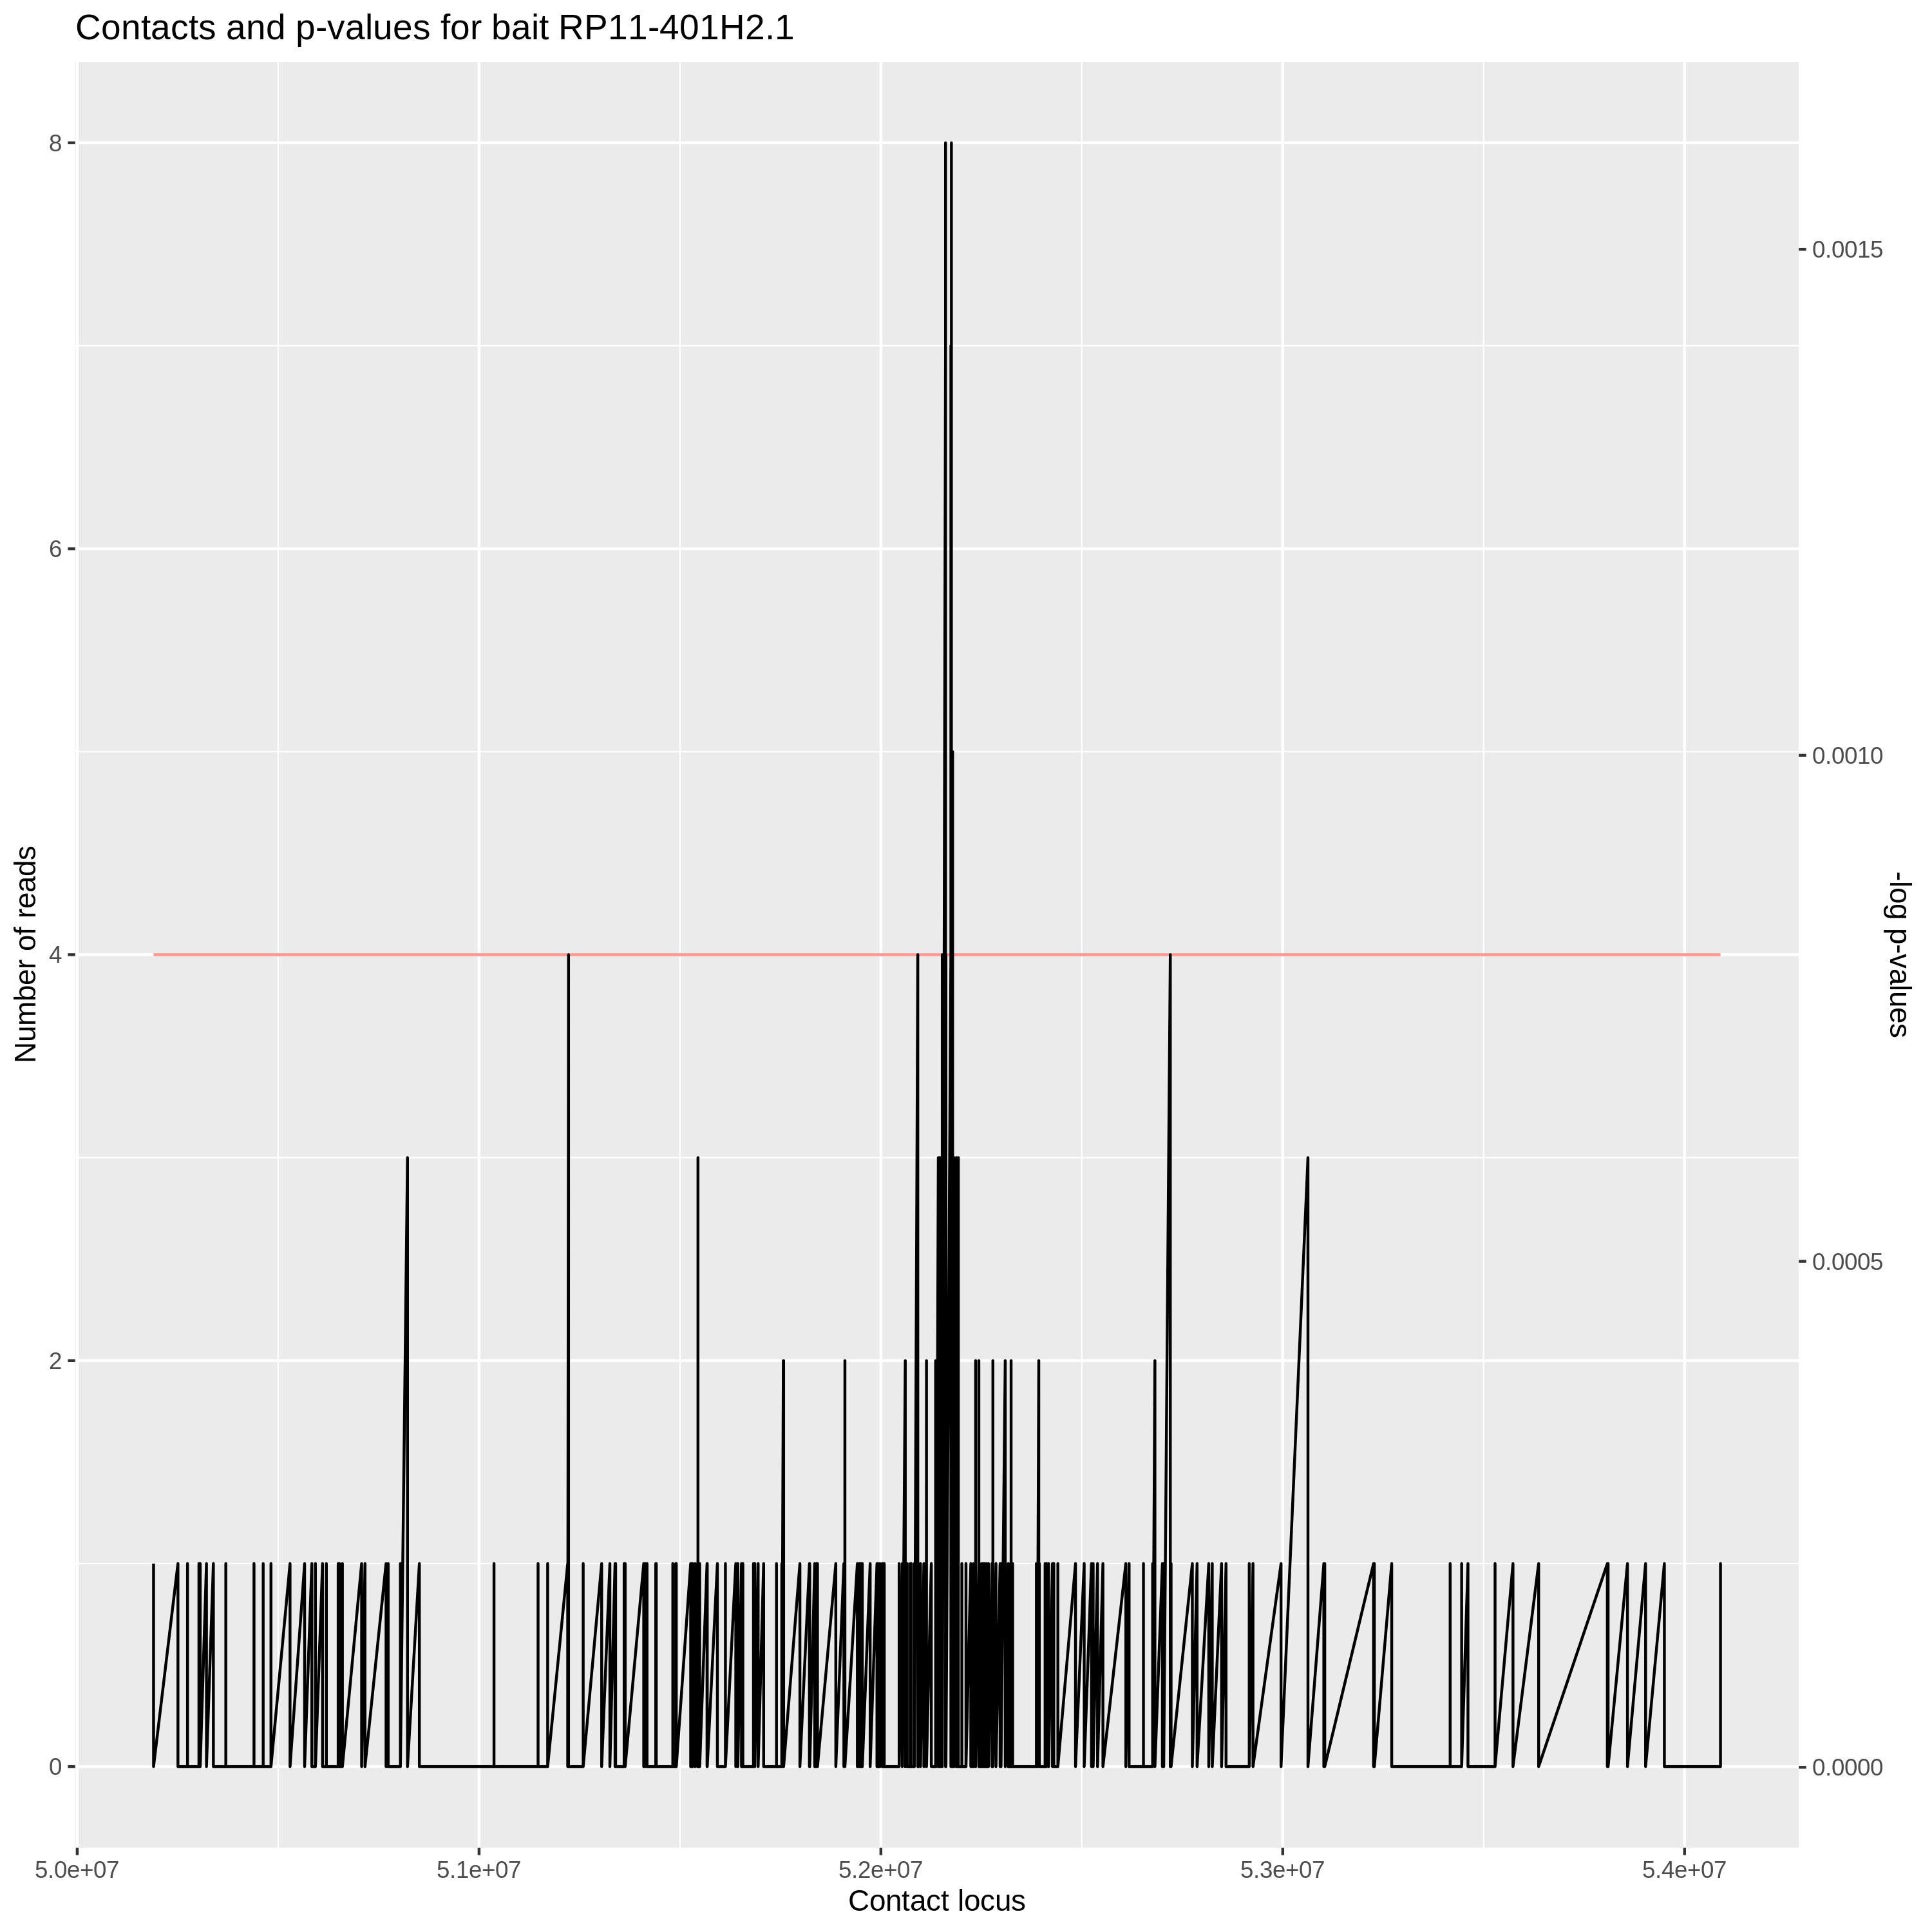 Contacts and p-values for bait RP11-401H2.1
Number of reads
8
6
4
2
0
0.0015
0.0010
0.0005
0.0000
-log p-values
5.0e+07 5.1e+07 5.2e+07 5.3e+07 5.4e+07
Contact locus